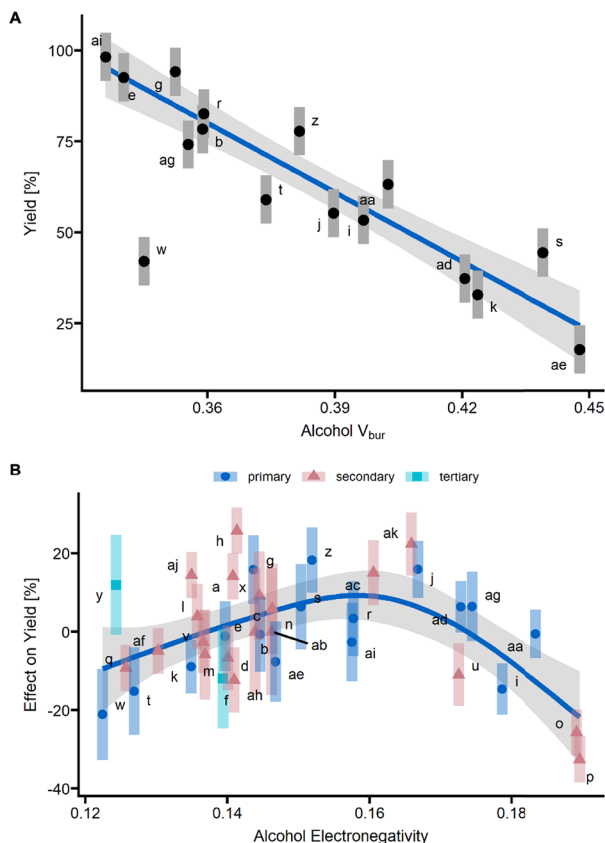 A
ai
100
g
e
r
z
75
b
ag
Yield [%]
t
aa
j
i
50
w
s
ad
k
25
ae
0.36 0.39 0.42 0.45
Alcohol Vbur
B
primary secondary tertiary
h
ak
20
aj
g
z
j
y
a
x
ac
ag
l
c
s
e
r
ad
0
v
n
af
b
ab
aa
q
d
ai
u
Effect on Yield [%]
k
m
ae
i
w
t
f
ah
-20
o
p
-40
0.12 0.14 0.16 0.18
Alcohol Electronegativity